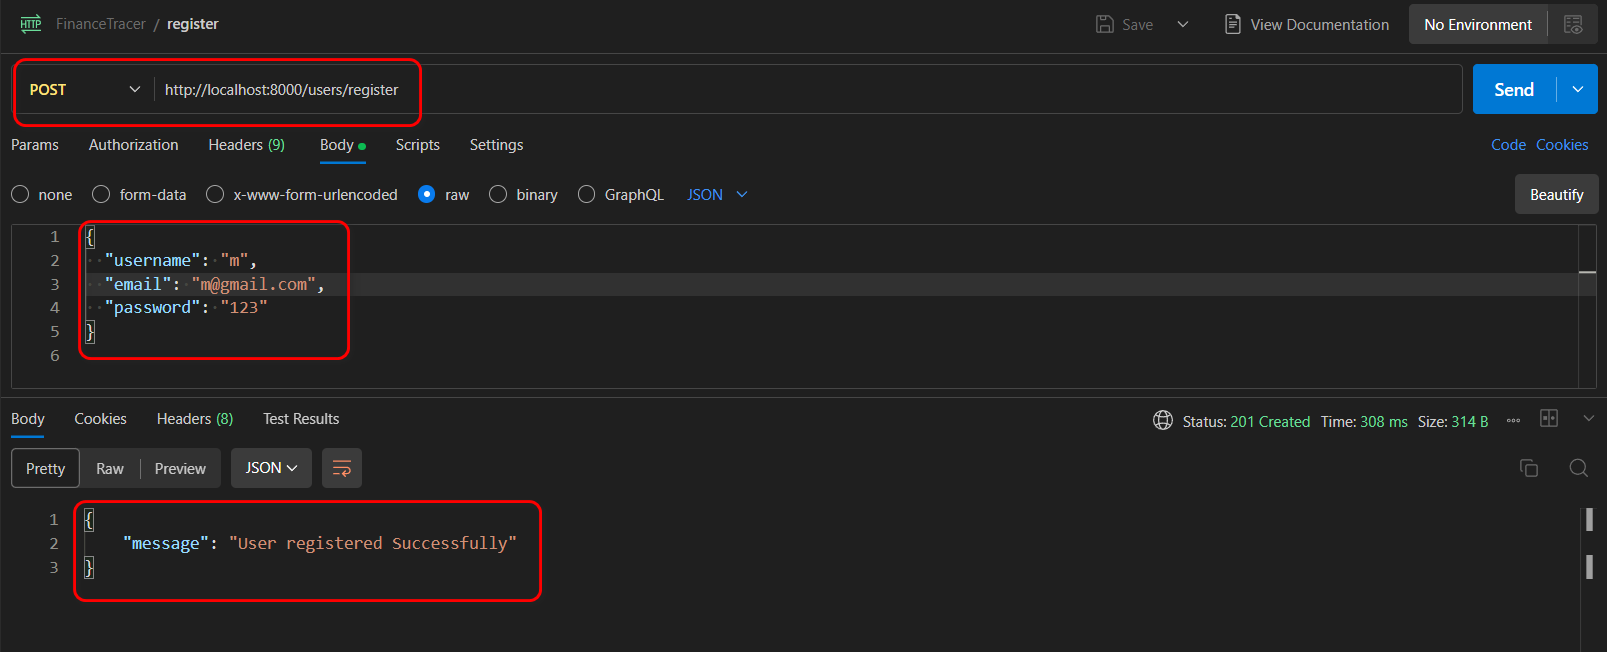 HTTP FinanceTracer / register Save View Documentation No Environment
POST http://localhost:8000/users/register Send
Params Authorization Headers (9) Body Scripts Settings Code Cookies
none form-data x-www-form-urlencoded raw binary GraphQL JSON Beautify
1 {
2 "username": "m",
3 "email": "m@gmail.com",
4 "password": "123"
5 }
6
Body Cookies Headers (8) Test Results Status: 201 Created Time: 308 ms Size: 314 B
Pretty Raw Preview JSON
1 {
2 "message": "User registered Successfully"
3 }